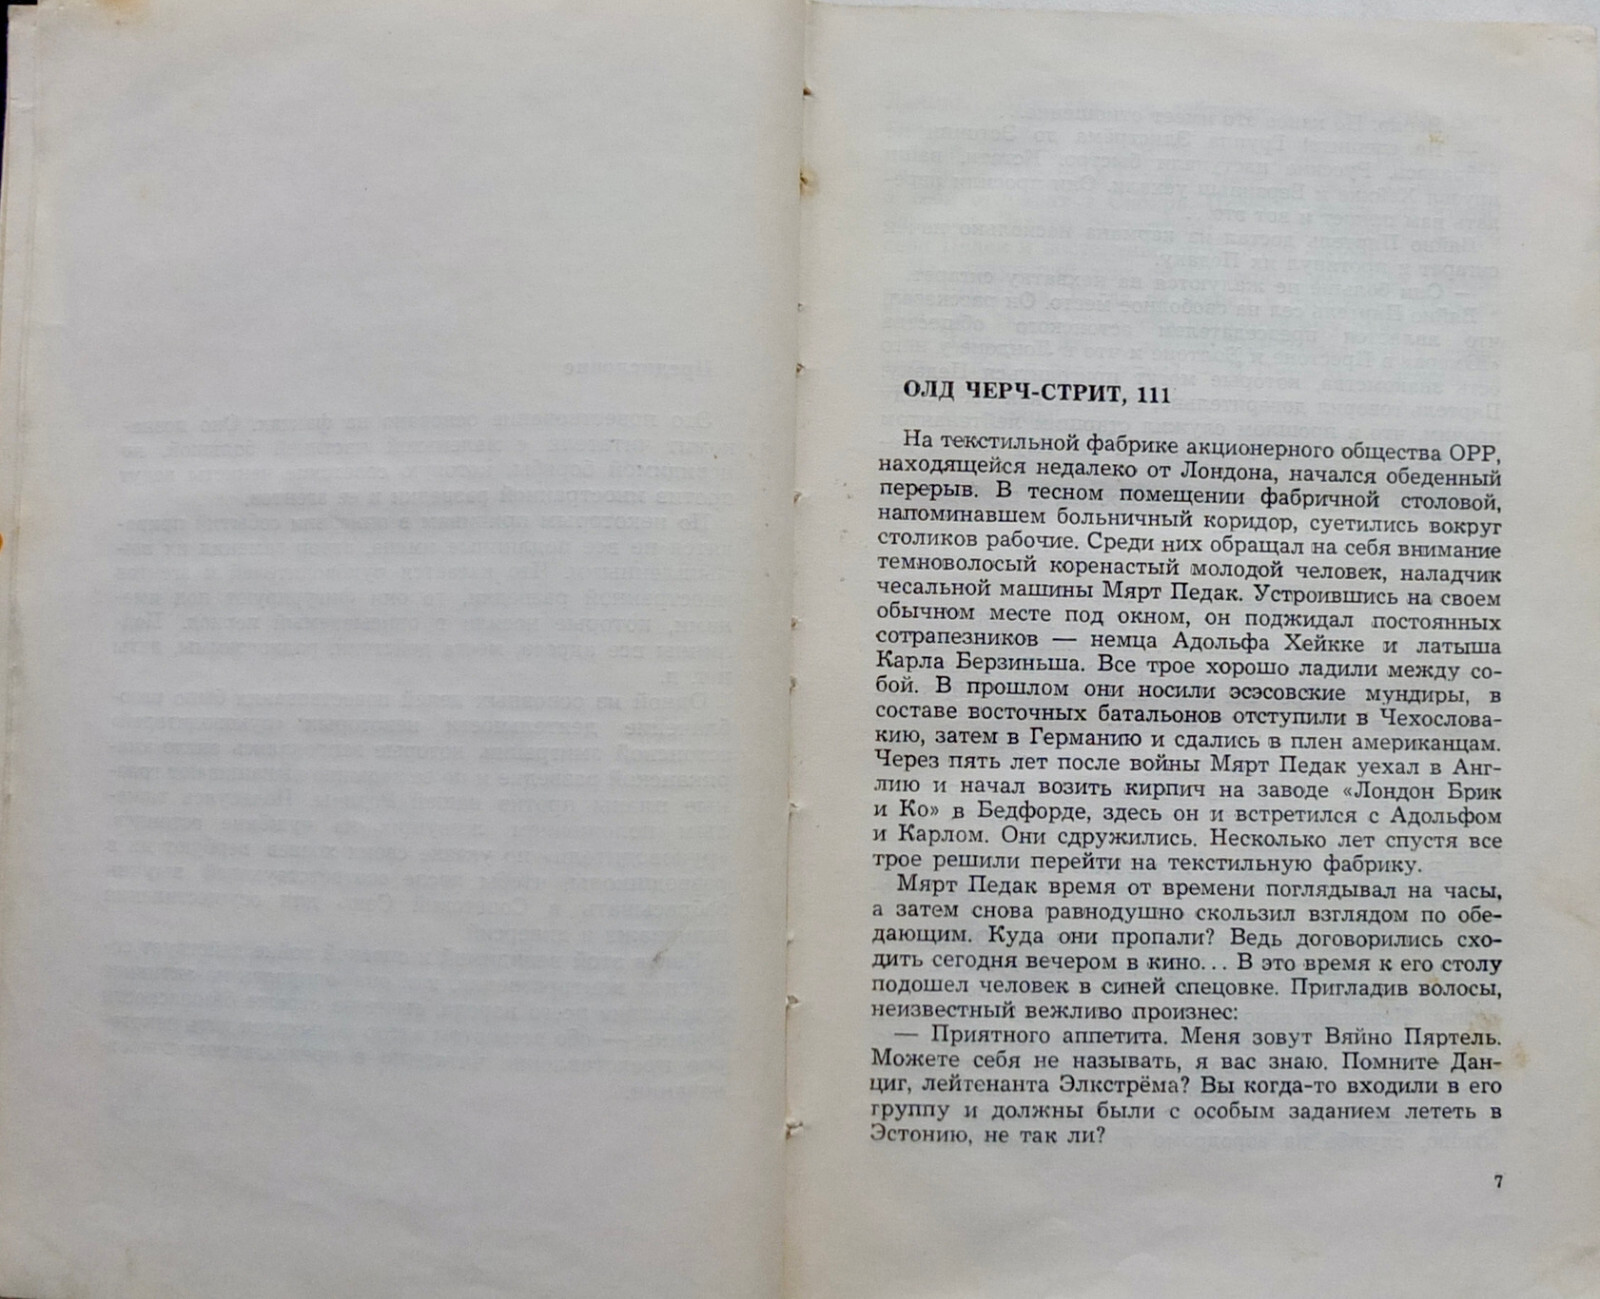 ОЛД ЧЕРЧ-СТРИТ, 111
На текстильной фабрике акционерного общества ОРР,
находящейся недалеко от Лондона, начался обеденный
перерыв. В тесном помещении фабричной столовой,
напоминавшем больничный коридор, суетились вокруг
столиков рабочие. Среди них обращал на себя внимание
темноволосый коренастый молодой человек, наладчик
чесальной машины Мярт Педак. Устроившись на своем
обычном месте под окном, он поджидал постоянных
сотрапезников — немца Адольфа Хейкке и латыша
Карла Берзиньша. Все трое хорошо ладили между со-
бой. В прошлом они носили эсэсовские мундиры, в
составе восточных батальонов отступили в Чехослова-
кию, затем в Германию и сдались в плен американцам.
Через пять лет после войны Мярт Педак уехал в Анг-
лию и начал возить кирпич на заводе «Лондон Брик
и Ко» в Бедфорде, здесь он и встретился с Адольфом
и Карлом. Они сдружились. Несколько лет спустя все
трое решили перейти на текстильную фабрику.
Мярт Педак время от времени поглядывал на часы,
а затем снова равнодушно скользил взглядом по обе-
дающим. Куда они пропали? Ведь договорились схо-
дить сегодня вечером в кино... В это время к его столу
подошел человек в синей спецовке. Пригладив волосы,
неизвестный вежливо произнес:
— Приятного аппетита. Меня зовут Вяйно Пяртель.
Можете себя не называть, я вас знаю. Помните Дан-
циг, лейтенанта Элкстрёма? Вы когда-то входили в его
группу и должны были с особым заданием лететь в
Эстонию, не так ли?
7